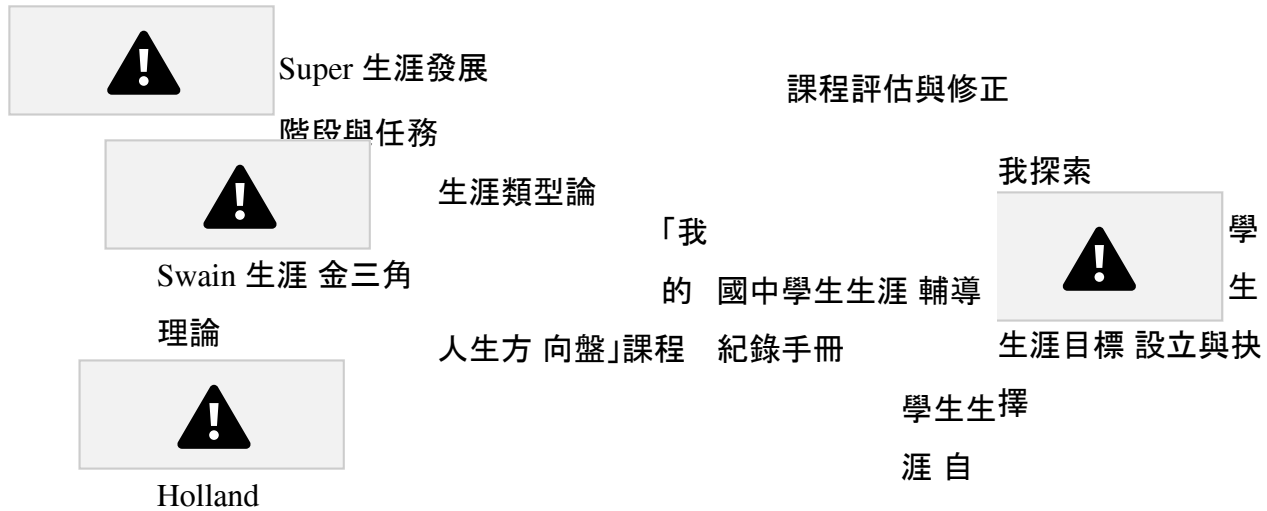 Super 生涯發展
階段與任務
課程評估與修正
生涯類型論
我探索
「我
學
Swain 生涯 金三角
的 國中學生生涯 輔導
生
理論
人生方 向盤」課程 紀錄手冊
生涯目標 設立與抉
學生生擇
涯 自
Holland